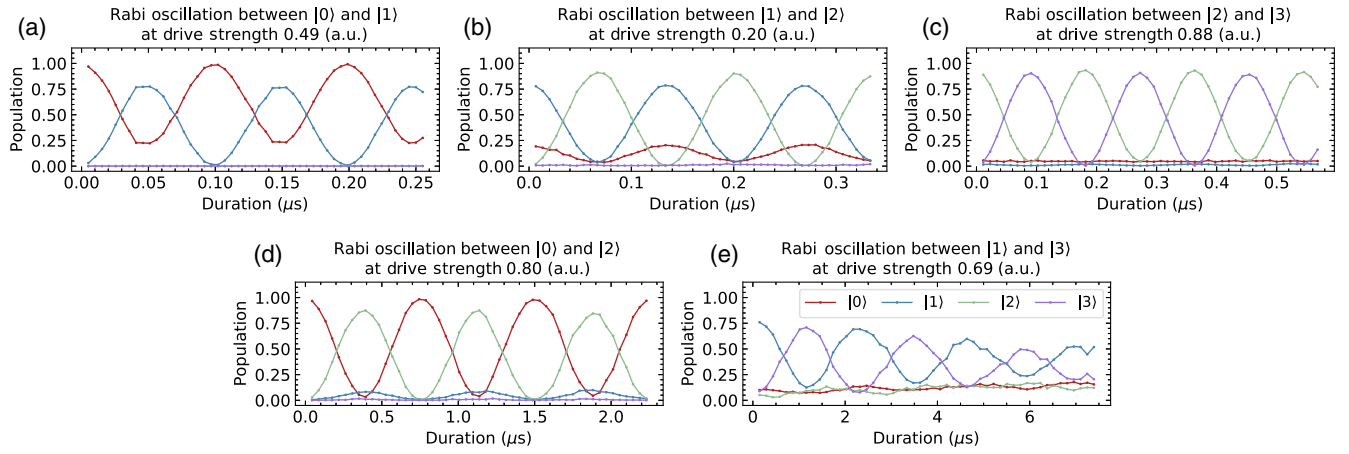 (a)
Rabi oscillation between |0⟩ and |1⟩
at drive strength 0.49 (a.u.)
Population
1.00
0.75
0.50
0.25
0.00
0.00 0.05 0.10 0.15 0.20 0.25
Duration (μs)
(b)
Rabi oscillation between |1⟩ and |2⟩
at drive strength 0.20 (a.u.)
Population
1.00
0.75
0.50
0.25
0.00
0.0 0.1 0.2 0.3
Duration (μs)
(c)
Rabi oscillation between |2⟩ and |3⟩
at drive strength 0.88 (a.u.)
Population
1.00
0.75
0.50
0.25
0.00
0.0 0.1 0.2 0.3 0.4 0.5
Duration (μs)
(d)
Rabi oscillation between |0⟩ and |2⟩
at drive strength 0.80 (a.u.)
Population
1.00
0.75
0.50
0.25
0.00
0.0 0.5 1.0 1.5 2.0
Duration (μs)
(e)
Rabi oscillation between |1⟩ and |3⟩
at drive strength 0.69 (a.u.)
|0⟩ |1⟩ |2⟩ |3⟩
Population
1.00
0.75
0.50
0.25
0.00
0 2 4 6
Duration (μs)